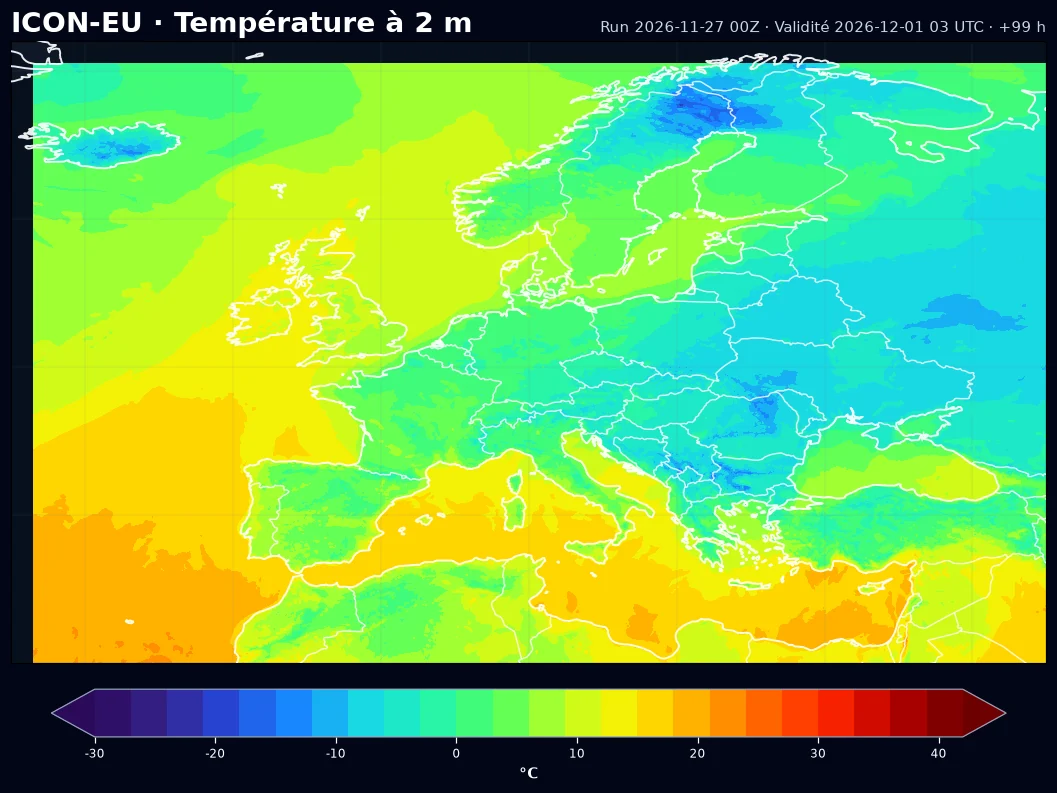 ICON-EU · Température à 2 m
Run 2026-11-27 00Z · Validité 2026-12-01 03 UTC · +99 h
-30 -20 -10 0 10 20 30 40
°C